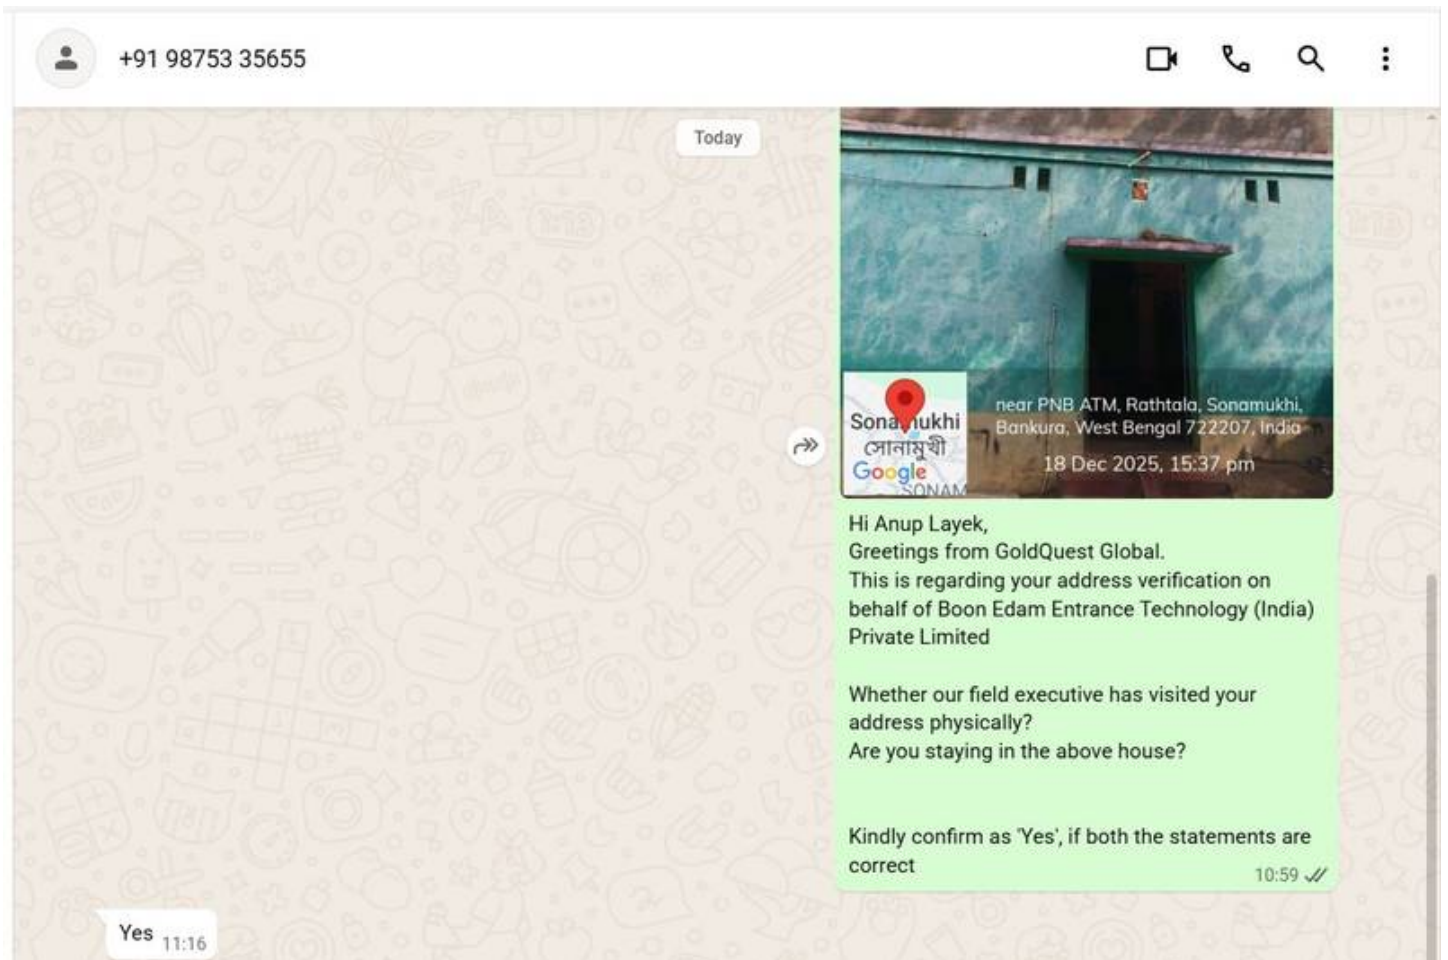 +91 98753 35655
Today
Sonamukhi
সোনামুখী
Google
SONAM
near PNB ATM, Rathtala, Sonamukhi,
Bankura, West Bengal 722207, India
18 Dec 2025, 15:37 pm
Hi Anup Layek,
Greetings from GoldQuest Global.
This is regarding your address verification on
behalf of Boon Edam Entrance Technology (India)
Private Limited
Whether our field executive has visited your
address physically?
Are you staying in the above house?
Kindly confirm as 'Yes', if both the statements are
correct
10:59
Yes 11:16